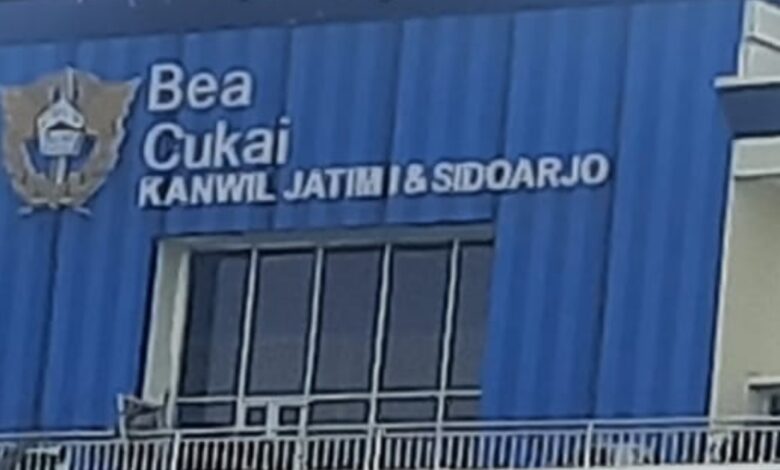 Bea
Cukai
KANWIL JATIM I & SIDOARJO